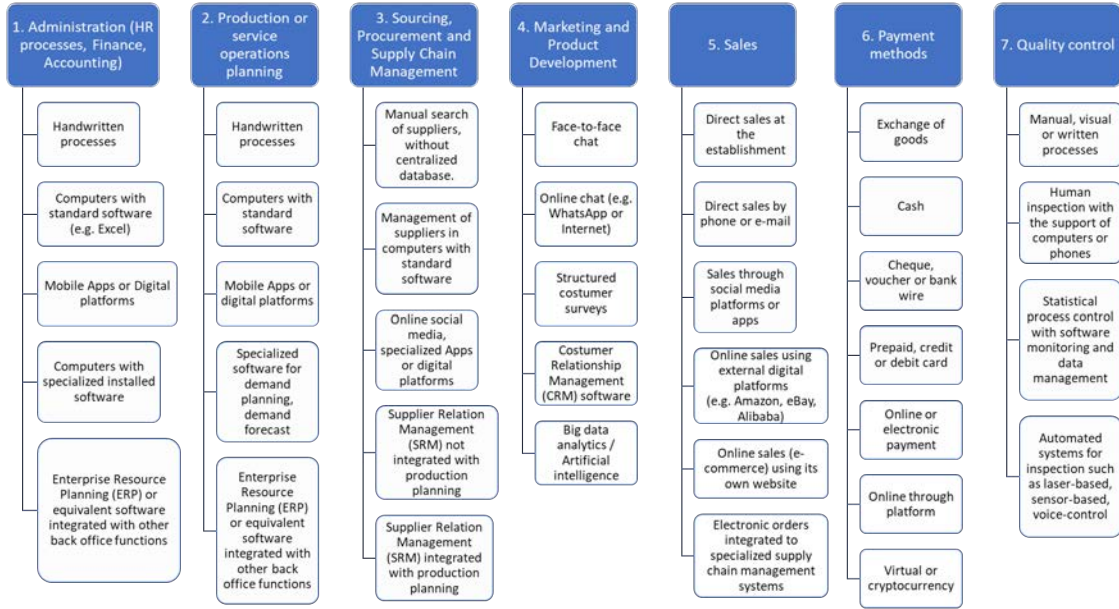 1. Administration (HR
processes, Finance,
Accounting)
Handwritten
processes
Computers with
standard software
(e.g. Excel)
Mobile Apps or Digital
platforms
Computers with
specialized installed
software
Enterprise Resource
Planning (ERP) or
equivalent software
integrated with other
back office functions
2. Production or
service
operations
planning
Handwritten
processes
Computers with
standard
software
Mobile Apps or
digital platforms
Specialized
software for
demand
planning,
demand
forecast
Enterprise
Resource
Planning (ERP)
or equivalent
software
integrated with
other back
office functions
3. Sourcing,
Procurement and
Supply Chain
Management
Manual search
of suppliers,
without
centralized
database.
Management of
suppliers in
computers with
standard
software
Online social
media,
specialized Apps
or digital
platforms
Supplier Relation
Management
(SRM) not
integrated with
production
planning
Supplier Relation
Management
(SRM) integrated
with production
planning
4. Marketing and
Product
Development
Face-to-face
chat
Online chat (e.g.
WhatsApp or
Internet)
Structured
costumer
surveys
Costumer
Relationship
Management
(CRM) software
Big data
analytics /
Artificial
intelligence
5. Sales
Direct sales at
the
establishment
Direct sales by
phone or e-mail
Sales through
social media
platforms or
apps
Online sales using
external digital
platforms
(e.g. Amazon, eBay,
Alibaba)
Online sales (e-
commerce) using its
own website
Electronic orders
integrated to
specialized supply
chain management
systems
6. Payment
methods
Exchange of
goods
Cash
Cheque,
voucher or bank
wire
Prepaid, credit
or debit card
Online or
electronic
payment
Online through
platform
Virtual or
cryptocurrency
7. Quality control
Manual, visual
or written
processes
Human
inspection with
the support of
computers or
phones
Statistical
process control
with software
monitoring and
data
management
Automated
systems for
inspection such
as laser-based,
sensor-based,
voice-control